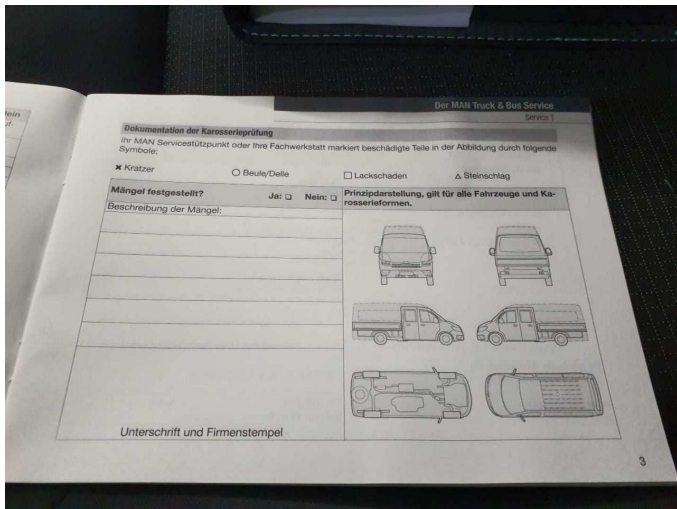 Der MAN Truck & Bus Service
Service 1
Dokumentation der Karosserieprüfung
Ihr MAN Servicestützpunkt oder Ihre Fachwerkstatt markiert beschädigte Teile in der Abbildung durch folgende
Symbole:
× Kratzer
○ Beule/Delle
□ Lackschaden
△ Steinschlag
Mängel festgestellt? Ja: □ Nein: □
Beschreibung der Mängel:
Prinzipdarstellung, gilt für alle Fahrzeuge und Ka-
rosserieformen.
Unterschrift und Firmenstempel
3